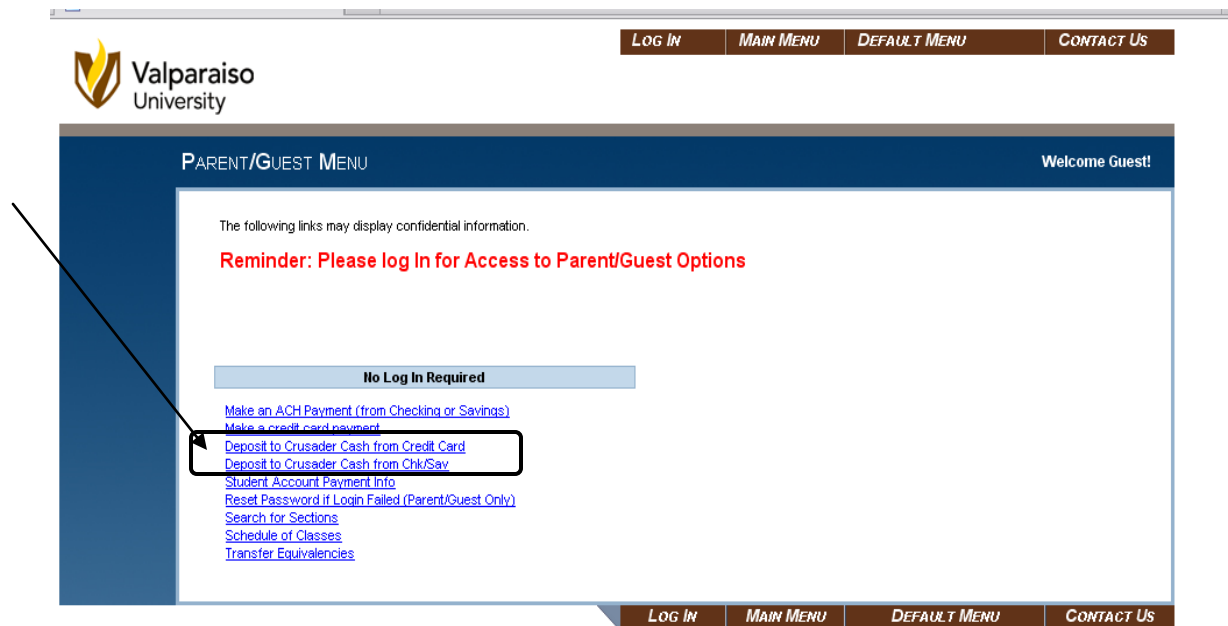 LOG IN MAIN MENU DEFAULT MENU CONTACT US
Valparaiso
University
PARENT/GUEST MENU Welcome Guest!
The following links may display confidential information.
Reminder: Please log In for Access to Parent/Guest Options
No Log In Required
Make an ACH Payment (from Checking or Savings)
Make a credit card payment
Deposit to Crusader Cash from Credit Card
Deposit to Crusader Cash from Chk/Sav
Student Account Payment Info
Reset Password if Login Failed (Parent/Guest Only)
Search for Sections
Schedule of Classes
Transfer Equivalencies
LOG IN MAIN MENU DEFAULT MENU CONTACT US